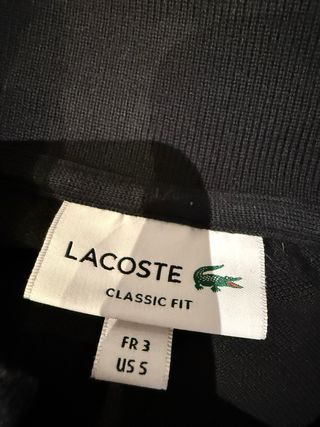 LACOSTE
CLASSIC FIT
FR 3
US S